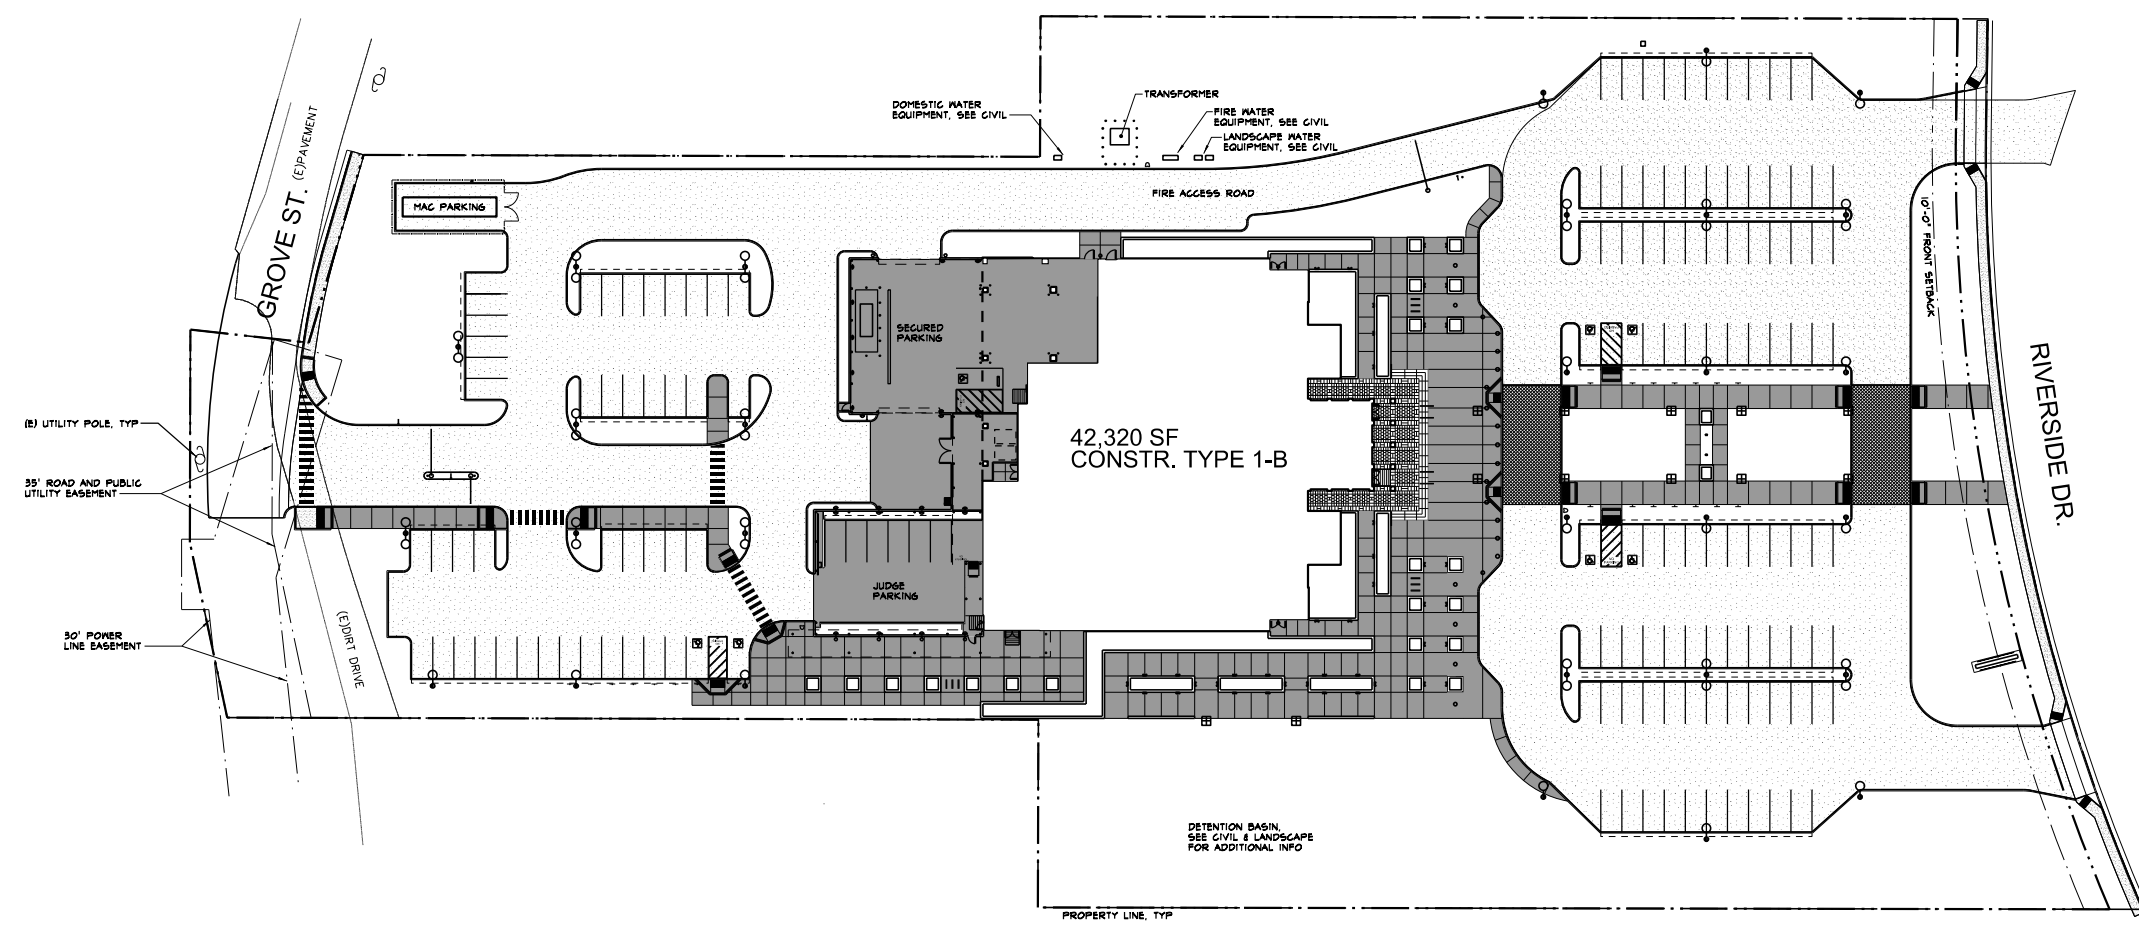 DOMESTIC WATER
EQUIPMENT, SEE CIVIL
TRANSFORMER
FIRE WATER
EQUIPMENT, SEE CIVIL
LANDSCAPE WATER
EQUIPMENT, SEE CIVIL
FIRE ACCESS ROAD
MAC PARKING
GROVE ST.
(E)PAVEMENT
10'-0" FRONT SETBACK
SECURED
PARKING
RIVERSIDE DR.
(E) UTILITY POLE, TYP
42,320 SF
CONSTR. TYPE 1-B
35' ROAD AND PUBLIC
UTILITY EASEMENT
JUDGE
PARKING
30' POWER
LINE EASEMENT
(E)DIRT DRIVE
DETENTION BASIN,
SEE CIVIL & LANDSCAPE
FOR ADDITIONAL INFO
PROPERTY LINE, TYP